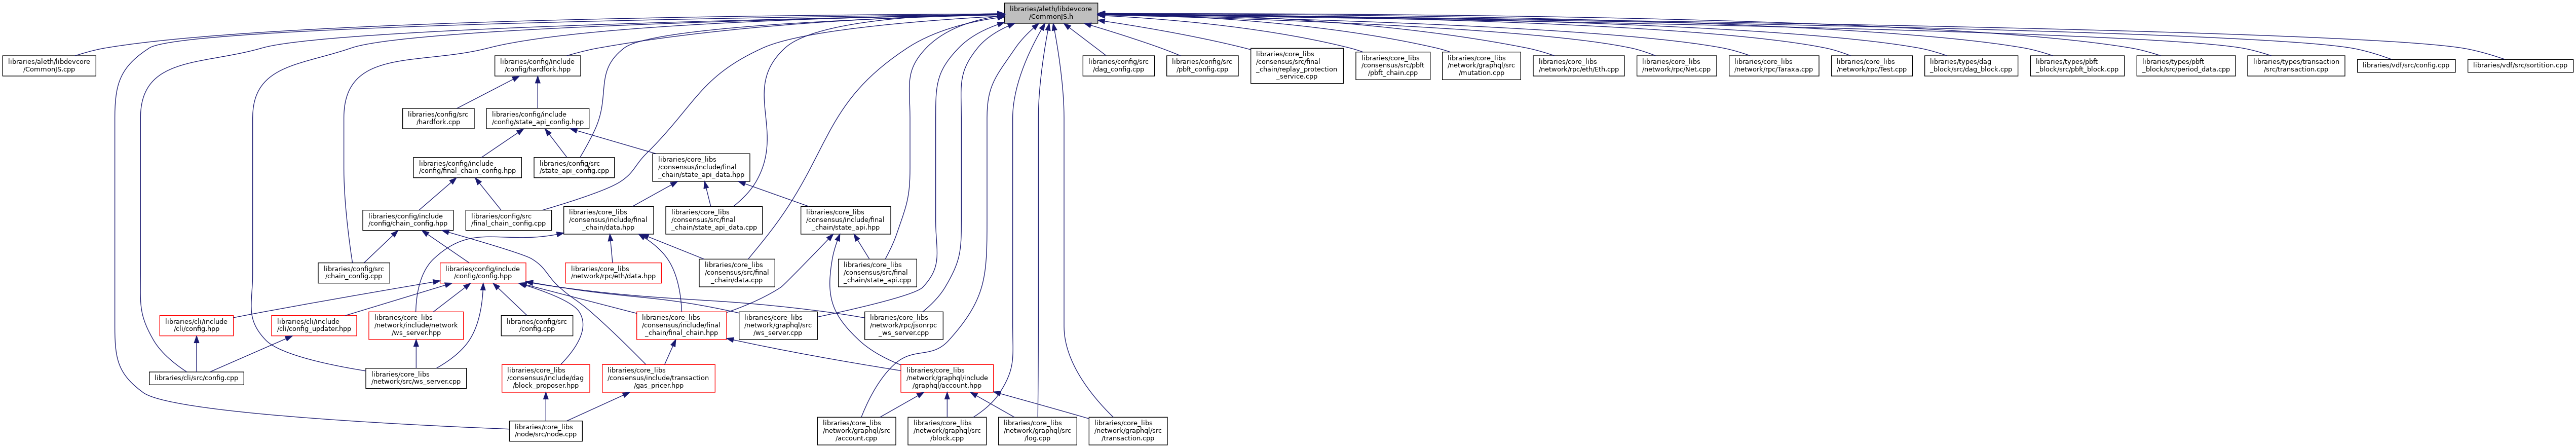 libraries/aleth/libdevcore
/CommonJS.h
libraries/aleth/libdevcore
/CommonJS.cpp
libraries/config/include
/config/hardfork.hpp
libraries/config/src
/dag_config.cpp
libraries/config/src
/pbft_config.cpp
libraries/core_libs
/consensus/src/final
_chain/replay_protection
_service.cpp
libraries/core_libs
/consensus/src/pbft
/pbft_chain.cpp
libraries/core_libs
/network/graphql/src
/mutation.cpp
libraries/core_libs
/network/rpc/eth/Eth.cpp
libraries/core_libs
/network/rpc/Net.cpp
libraries/core_libs
/network/rpc/Taraxa.cpp
libraries/core_libs
/network/rpc/Test.cpp
libraries/types/dag
_block/src/dag_block.cpp
libraries/types/pbft
_block/src/pbft_block.cpp
libraries/types/pbft
_block/src/period_data.cpp
libraries/types/transaction
/src/transaction.cpp
libraries/vdf/src/config.cpp
libraries/vdf/src/sortition.cpp
libraries/config/src
/hardfork.cpp
libraries/config/include
/config/state_api_config.hpp
libraries/config/include
/config/final_chain_config.hpp
libraries/config/src
/state_api_config.cpp
libraries/core_libs
/consensus/include/final
_chain/state_api_data.hpp
libraries/config/include
/config/chain_config.hpp
libraries/config/src
/final_chain_config.cpp
libraries/core_libs
/consensus/include/final
_chain/data.hpp
libraries/core_libs
/consensus/src/final
_chain/state_api_data.cpp
libraries/core_libs
/consensus/include/final
_chain/state_api.hpp
libraries/config/src
/chain_config.cpp
libraries/config/include
/config/config.hpp
libraries/core_libs
/network/rpc/eth/data.hpp
libraries/core_libs
/consensus/src/final
_chain/data.cpp
libraries/core_libs
/consensus/src/final
_chain/state_api.cpp
libraries/cli/include
/cli/config.hpp
libraries/cli/include
/cli/config_updater.hpp
libraries/core_libs
/network/include/network
/ws_server.hpp
libraries/config/src
/config.cpp
libraries/core_libs
/consensus/include/final
_chain/final_chain.hpp
libraries/core_libs
/network/graphql/src
/ws_server.cpp
libraries/core_libs
/network/rpc/jsonrpc
_ws_server.cpp
libraries/cli/src/config.cpp
libraries/core_libs
/network/src/ws_server.cpp
libraries/core_libs
/consensus/include/dag
/block_proposer.hpp
libraries/core_libs
/consensus/include/transaction
/gas_pricer.hpp
libraries/core_libs
/network/graphql/include
/graphql/account.hpp
libraries/core_libs
/node/src/node.cpp
libraries/core_libs
/network/graphql/src
/account.cpp
libraries/core_libs
/network/graphql/src
/block.cpp
libraries/core_libs
/network/graphql/src
/log.cpp
libraries/core_libs
/network/graphql/src
/transaction.cpp